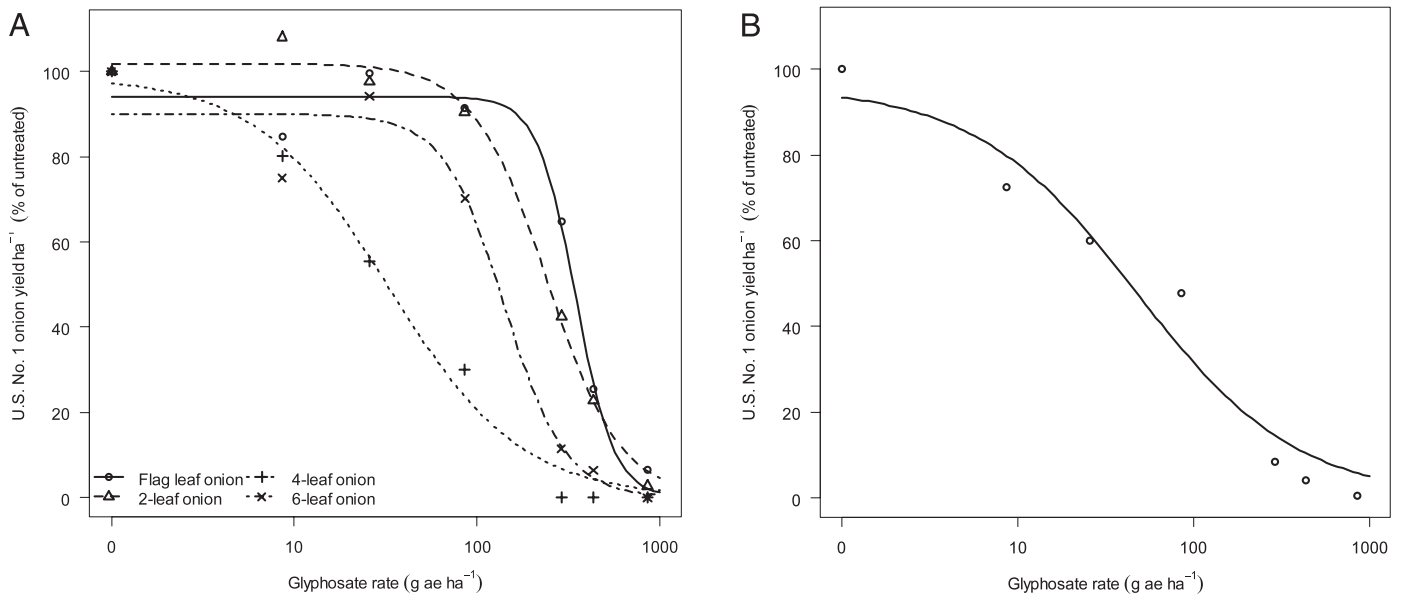 A
U.S. No. 1 onion yield ha⁻¹ (% of untreated)
100
80
60
40
20
0
Flag leaf onion
4-leaf onion
2-leaf onion
6-leaf onion
0 10 100 1000
Glyphosate rate (g ae ha⁻¹)
B
U.S. No. 1 onion yield ha⁻¹ (% of untreated)
100
80
60
40
20
0
0 10 100 1000
Glyphosate rate (g ae ha⁻¹)